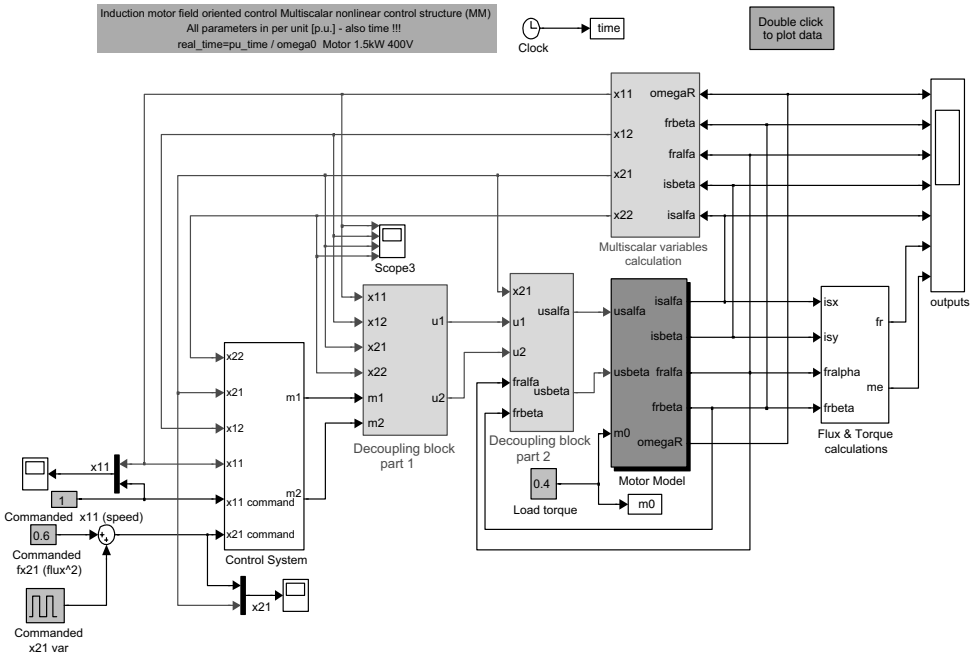 Induction motor field oriented control Multiscalar nonlinear control structure (MM)
All parameters in per unit [p.u.] - also time !!!
real_time=pu_time / omega0 Motor 1.5kW 400V
Clock
time
Double click
to plot data
x11
x12
x21
x22
omegaR
frbeta
fralfa
isbeta
isalfa
Multiscalar variables
calculation
outputs
Scope3
x11
x12
x21
x22
m1
m2
u1
u2
Decoupling block
part 1
x21
u1
u2
fralfa
frbeta
usalfa
usbeta
Decoupling block
part 2
usalfa
usbeta
m0
isalfa
isbeta
fralfa
frbeta
omegaR
Motor Model
isx
isy
fralpha
frbeta
fr
me
Flux & Torque
calculations
x22
x21
x12
x11
x11 command
x21 command
m1
m2
Control System
x11
1
Commanded x11 (speed)
0.6
Commanded
fx21 (flux^2)
Commanded
x21 var
x21
0.4
Load torque
m0